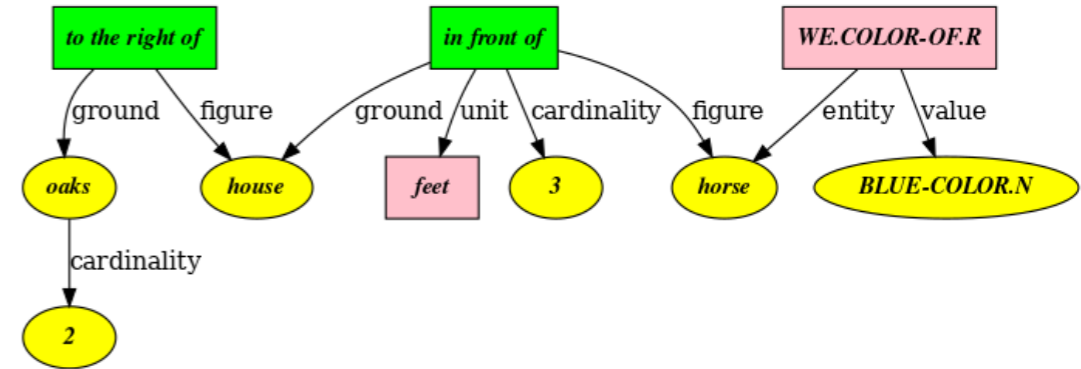 to the right of
in front of
WE.COLOR-OF.R
ground
figure
ground
unit
cardinality
figure
entity
value
oaks
house
feet
3
horse
BLUE-COLOR.N
cardinality
2